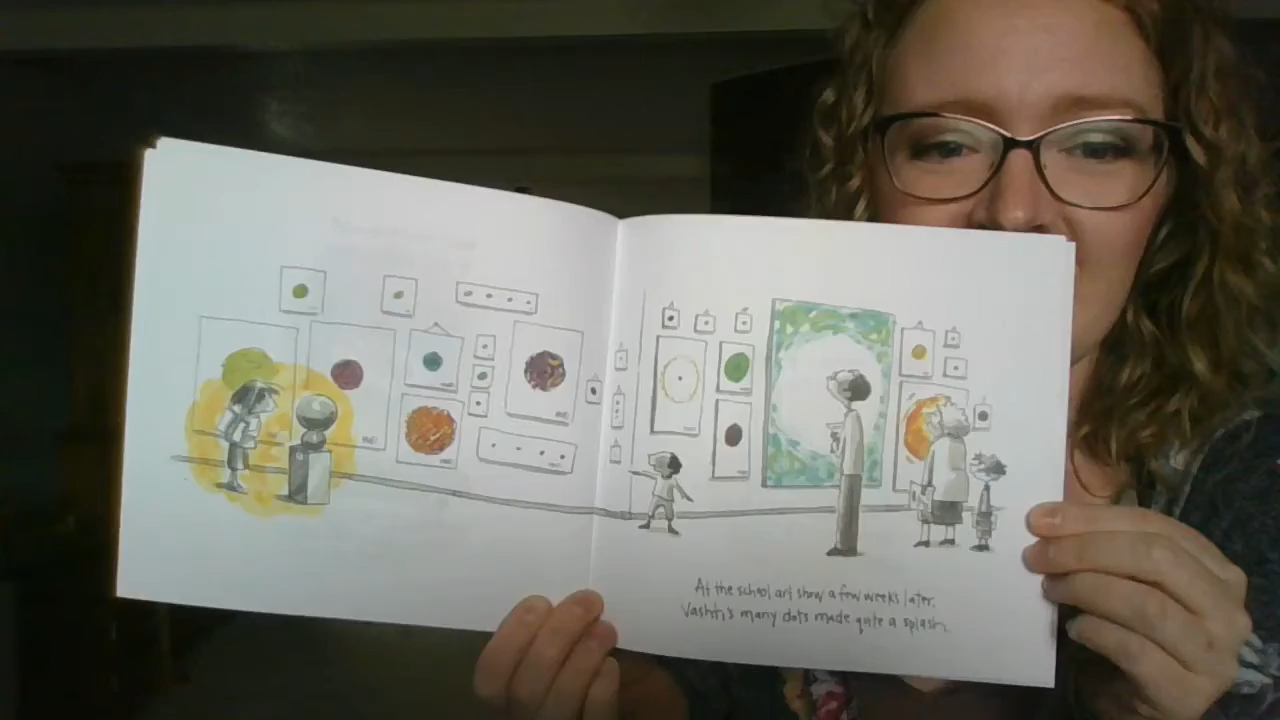 At the school art show a few weeks later,
Vashti's many dots made quite a splash.